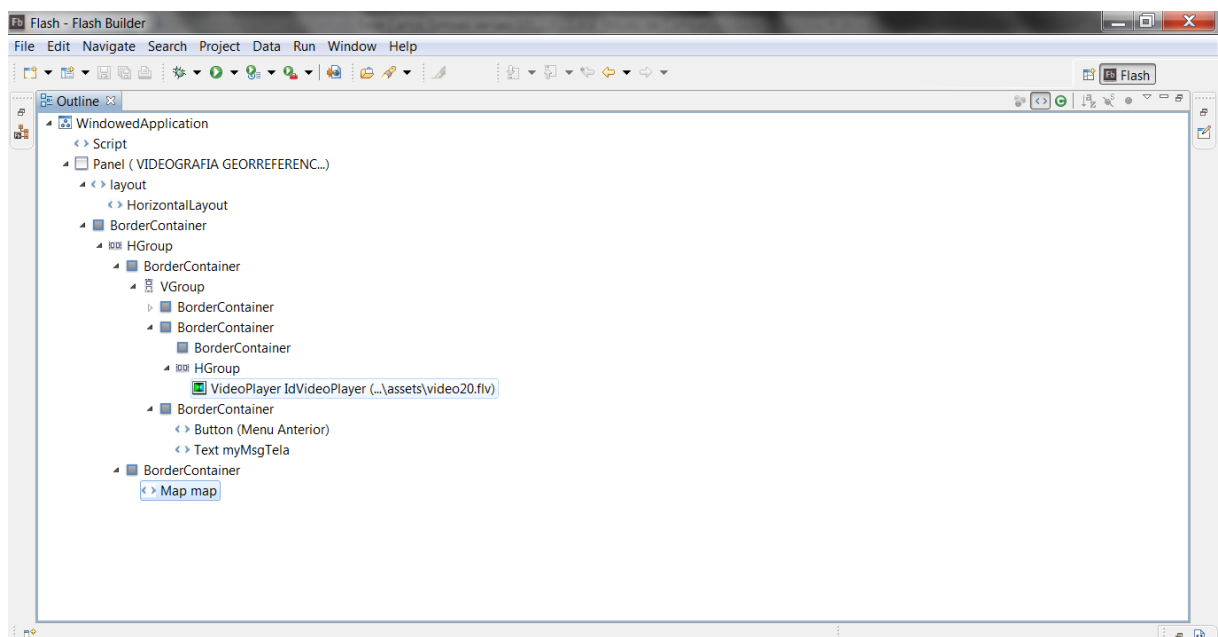 Fb Flash - Flash Builder
File Edit Navigate Search Project Data Run Window Help
Fb Flash
Outline
WindowedApplication
Script
Panel ( VIDEOGRAFIA GEORREFERENC...)
layout
HorizontalLayout
BorderContainer
HGroup
BorderContainer
VGroup
BorderContainer
BorderContainer
BorderContainer
HGroup
VideoPlayer IdVideoPlayer (...\assets\video20.flv)
BorderContainer
Button (Menu Anterior)
Text myMsgTela
BorderContainer
Map map